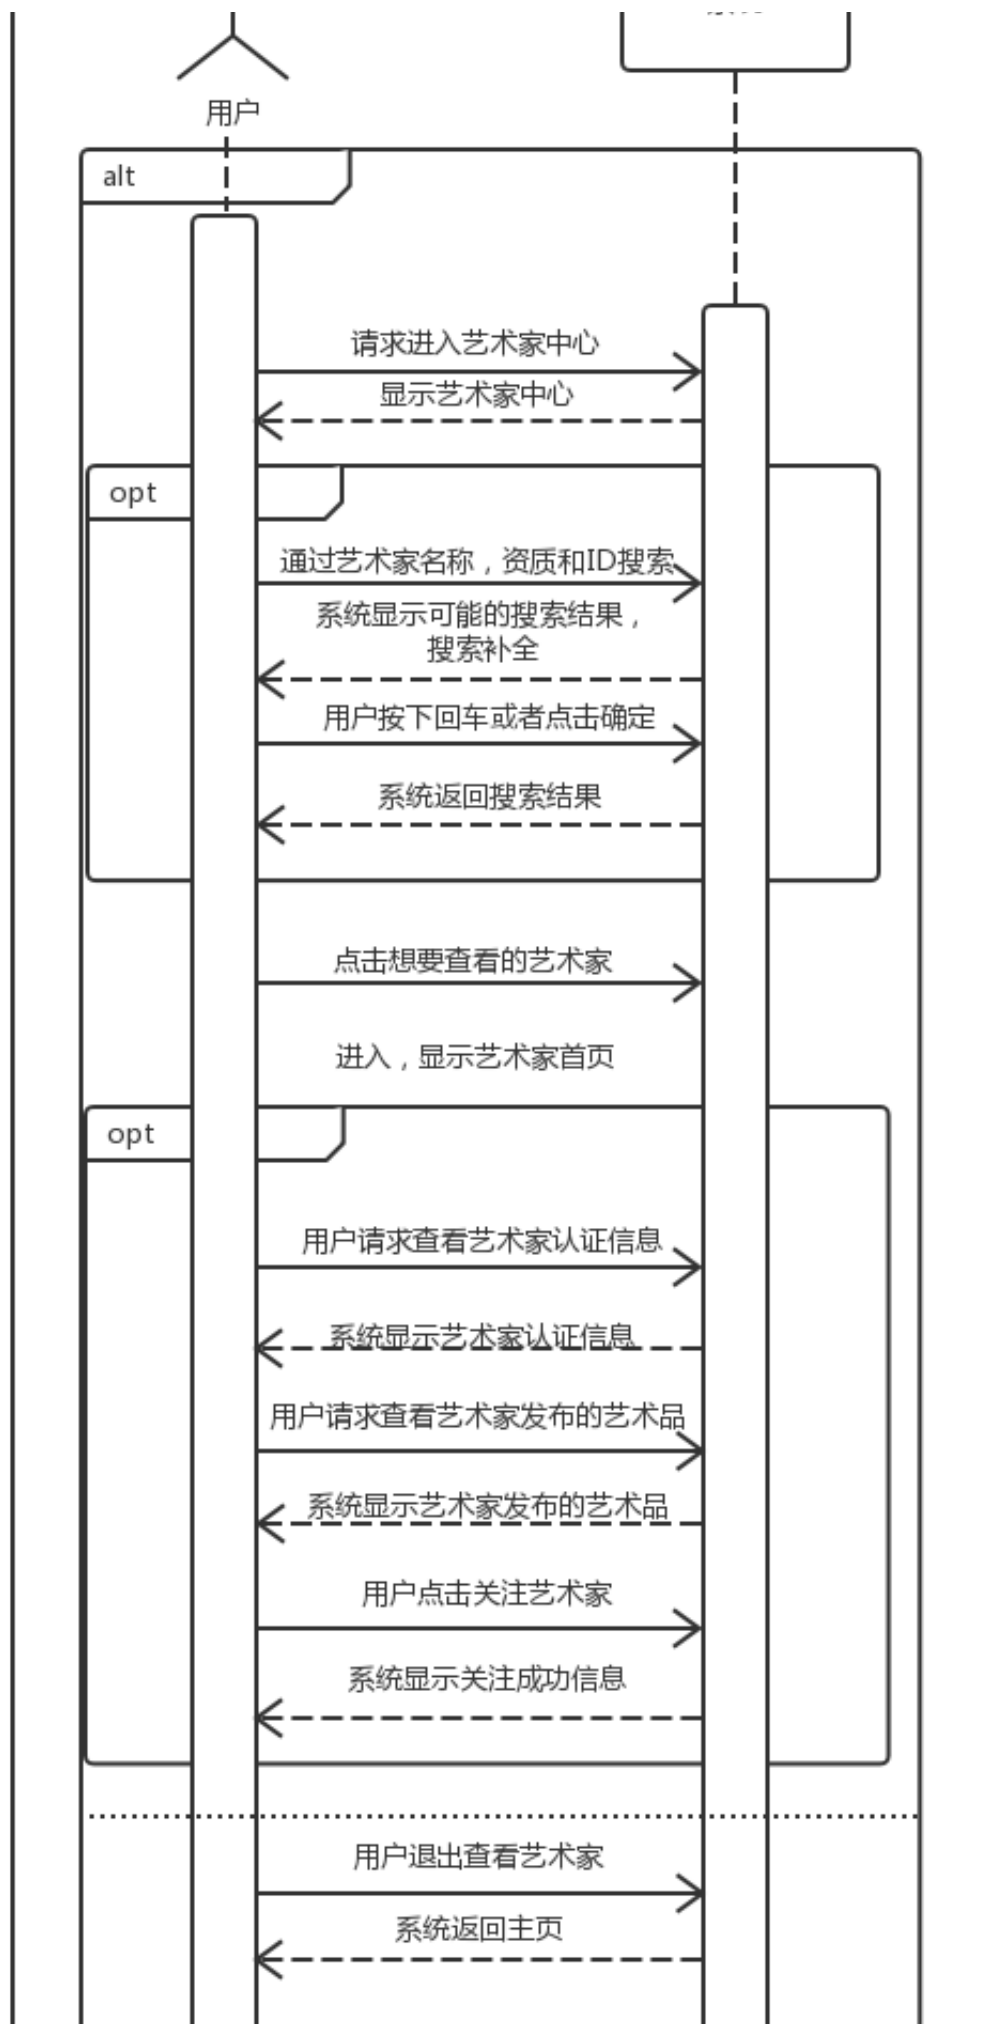 用户
alt
请求进入艺术家中心
显示艺术家中心
opt
通过艺术家名称，资质和ID搜索
系统显示可能的搜索结果，
搜索补全
用户按下回车或者点击确定
系统返回搜索结果
点击想要查看的艺术家
进入，显示艺术家首页
opt
用户请求查看艺术家认证信息
系统显示艺术家认证信息
用户请求查看艺术家发布的艺术品
系统显示艺术家发布的艺术品
用户点击关注艺术家
系统显示关注成功信息
用户退出查看艺术家
系统返回主页